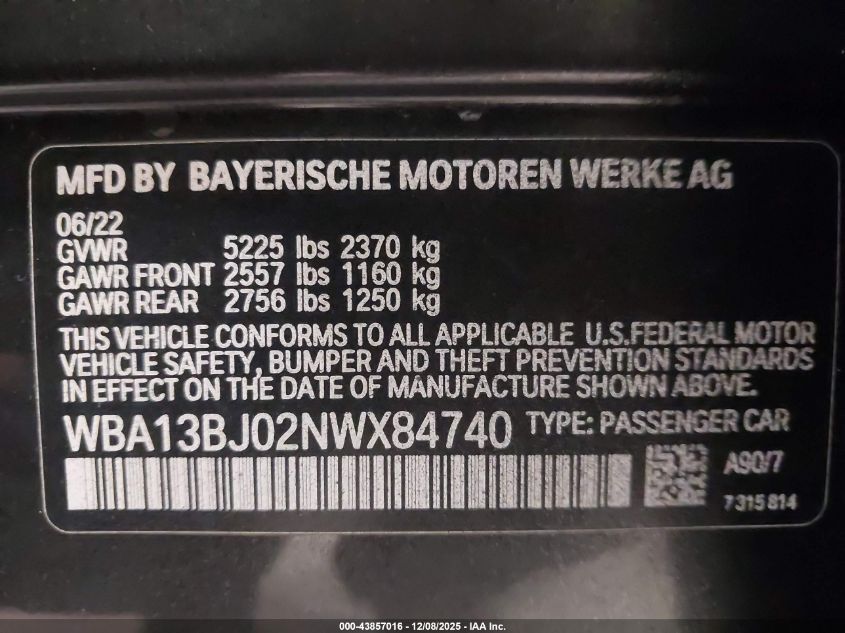 MFD BY BAYERISCHE MOTOREN WERKE AG
06/22
GVWR 5225 lbs 2370 kg
GAWR FRONT 2557 lbs 1160 kg
GAWR REAR 2756 lbs 1250 kg
THIS VEHICLE CONFORMS TO ALL APPLICABLE U.S.FEDERAL MOTOR
VEHICLE SAFETY, BUMPER AND THEFT PREVENTION STANDARDS
IN EFFECT ON THE DATE OF MANUFACTURE SHOWN ABOVE.
WBA13BJ02NWX84740 TYPE: PASSENGER CAR
A90/7
7315814
000-43857016 - 12/08/2025 - IAA Inc.